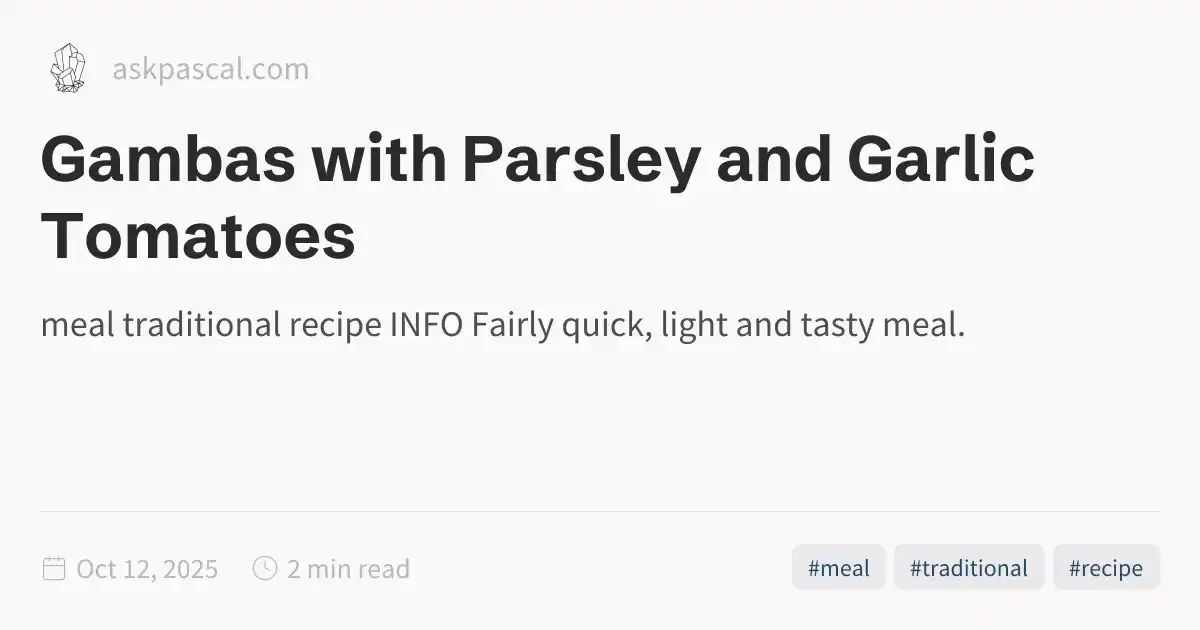 askpascal.com
Gambas with Parsley and Garlic
Tomatoes
meal traditional recipe INFO Fairly quick, light and tasty meal.
Oct 12, 2025
2 min read
#meal
#traditional
#recipe